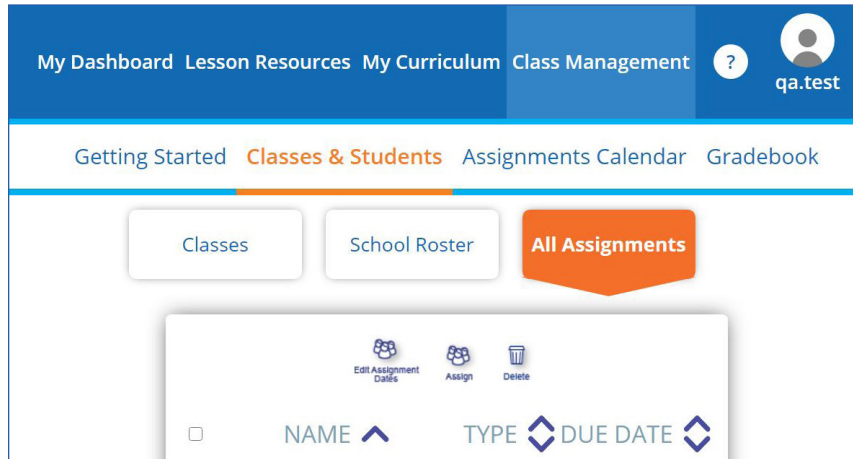 My Dashboard Lesson Resources My Curriculum Class Management ?
qa.test
Getting Started Classes & Students Assignments Calendar Gradebook
Classes School Roster All Assignments
Edit Assignment Dates Assign Delete
NAME TYPE DUE DATE